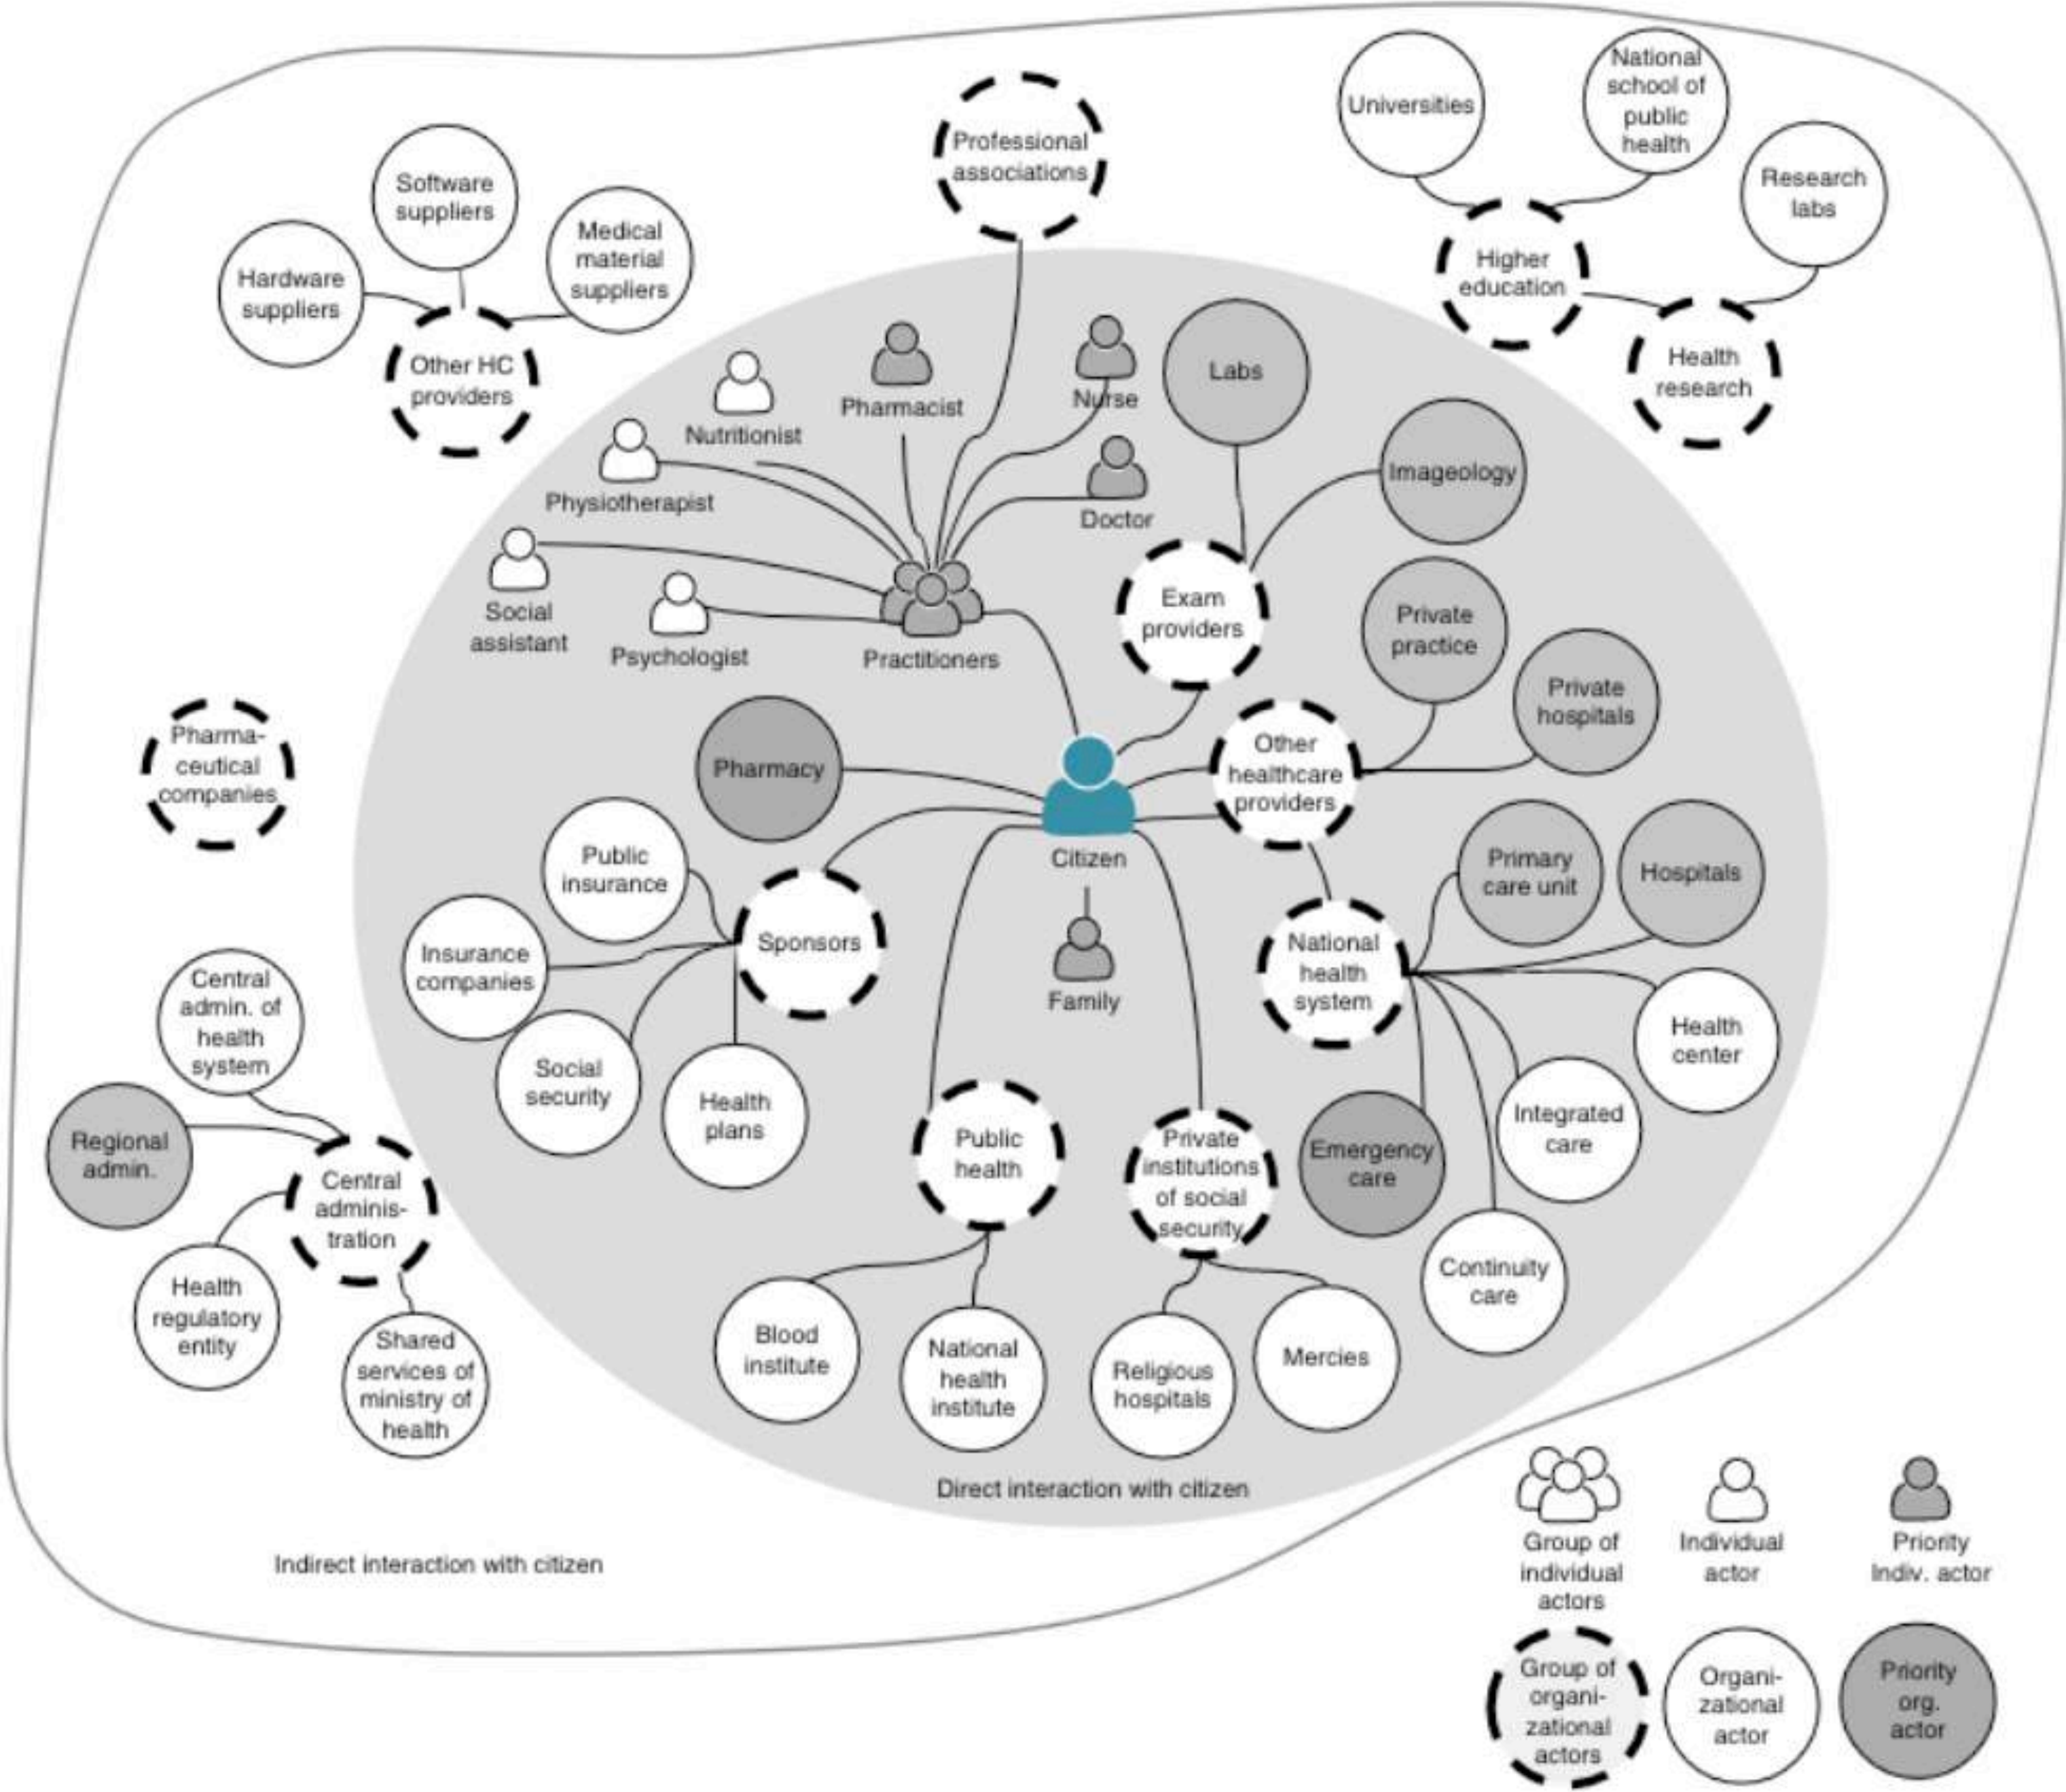 Universities
National
school of
public
health
Professional
associations
Research
labs
Software
suppliers
Medical
material
suppliers
Hardware
suppliers
Higher
education
Other HC
providers
Health
research
Labs
Pharmacist
Nurse
Nutritionist
Imageology
Physiotherapist
Doctor
Social
assistant
Psychologist
Practitioners
Exam
providers
Private
practice
Private
hospitals
Pharma-
ceutical
companies
Pharmacy
Other
healthcare
providers
Citizen
Public
insurance
Primary
care unit
Hospitals
Insurance
companies
Sponsors
Family
National
health
system
Central
admin. of
health
system
Social
security
Health
plans
Health
center
Regional
admin.
Central
adminis-
tration
Public
health
Private
institutions
of social
security
Emergency
care
Integrated
care
Health
regulatory
entity
Continuity
care
Shared
services of
ministry of
health
Blood
institute
National
health
institute
Religious
hospitals
Mercies
Direct interaction with citizen
Indirect interaction with citizen
Group of
individual
actors
Individual
actor
Priority
Indiv. actor
Group of
organi-
zational
actors
Organi-
zational
actor
Priority
org.
actor